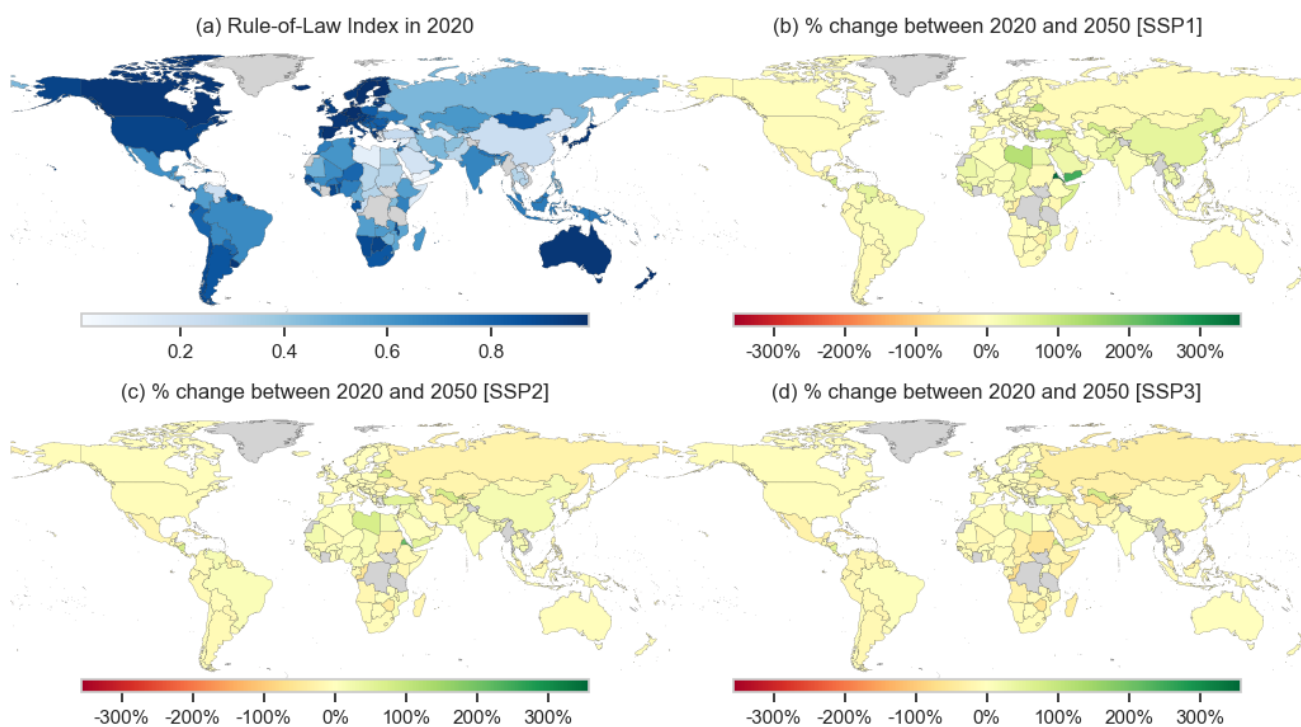 (a) Rule-of-Law Index in 2020
(b) % change between 2020 and 2050 [SSP1]
0.2 0.4 0.6 0.8
-300% -200% -100% 0% 100% 200% 300%
(c) % change between 2020 and 2050 [SSP2]
(d) % change between 2020 and 2050 [SSP3]
-300% -200% -100% 0% 100% 200% 300%
-300% -200% -100% 0% 100% 200% 300%